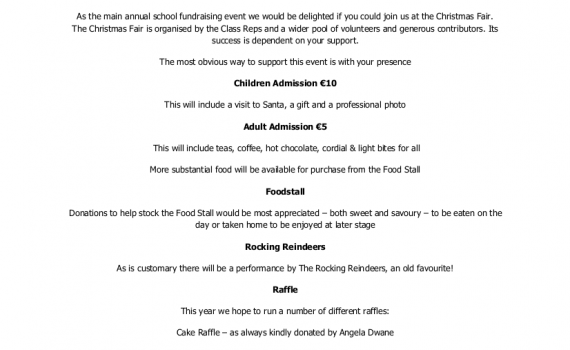 As the main annual school fundraising event we would be delighted if you could join us at the Christmas Fair.
The Christmas Fair is organised by the Class Reps and a wider pool of volunteers and generous contributors. Its
success is dependent on your support.
The most obvious way to support this event is with your presence
Children Admission €10
This will include a visit to Santa, a gift and a professional photo
Adult Admission €5
This will include teas, coffee, hot chocolate, cordial & light bites for all
More substantial food will be available for purchase from the Food Stall
Foodstall
Donations to help stock the Food Stall would be most appreciated – both sweet and savoury – to be eaten on the
day or taken home to be enjoyed at later stage
Rocking Reindeers
As is customary there will be a performance by The Rocking Reindeers, an old favourite!
Raffle
This year we hope to run a number of different raffles:
Cake Raffle – as always kindly donated by Angela Dwane